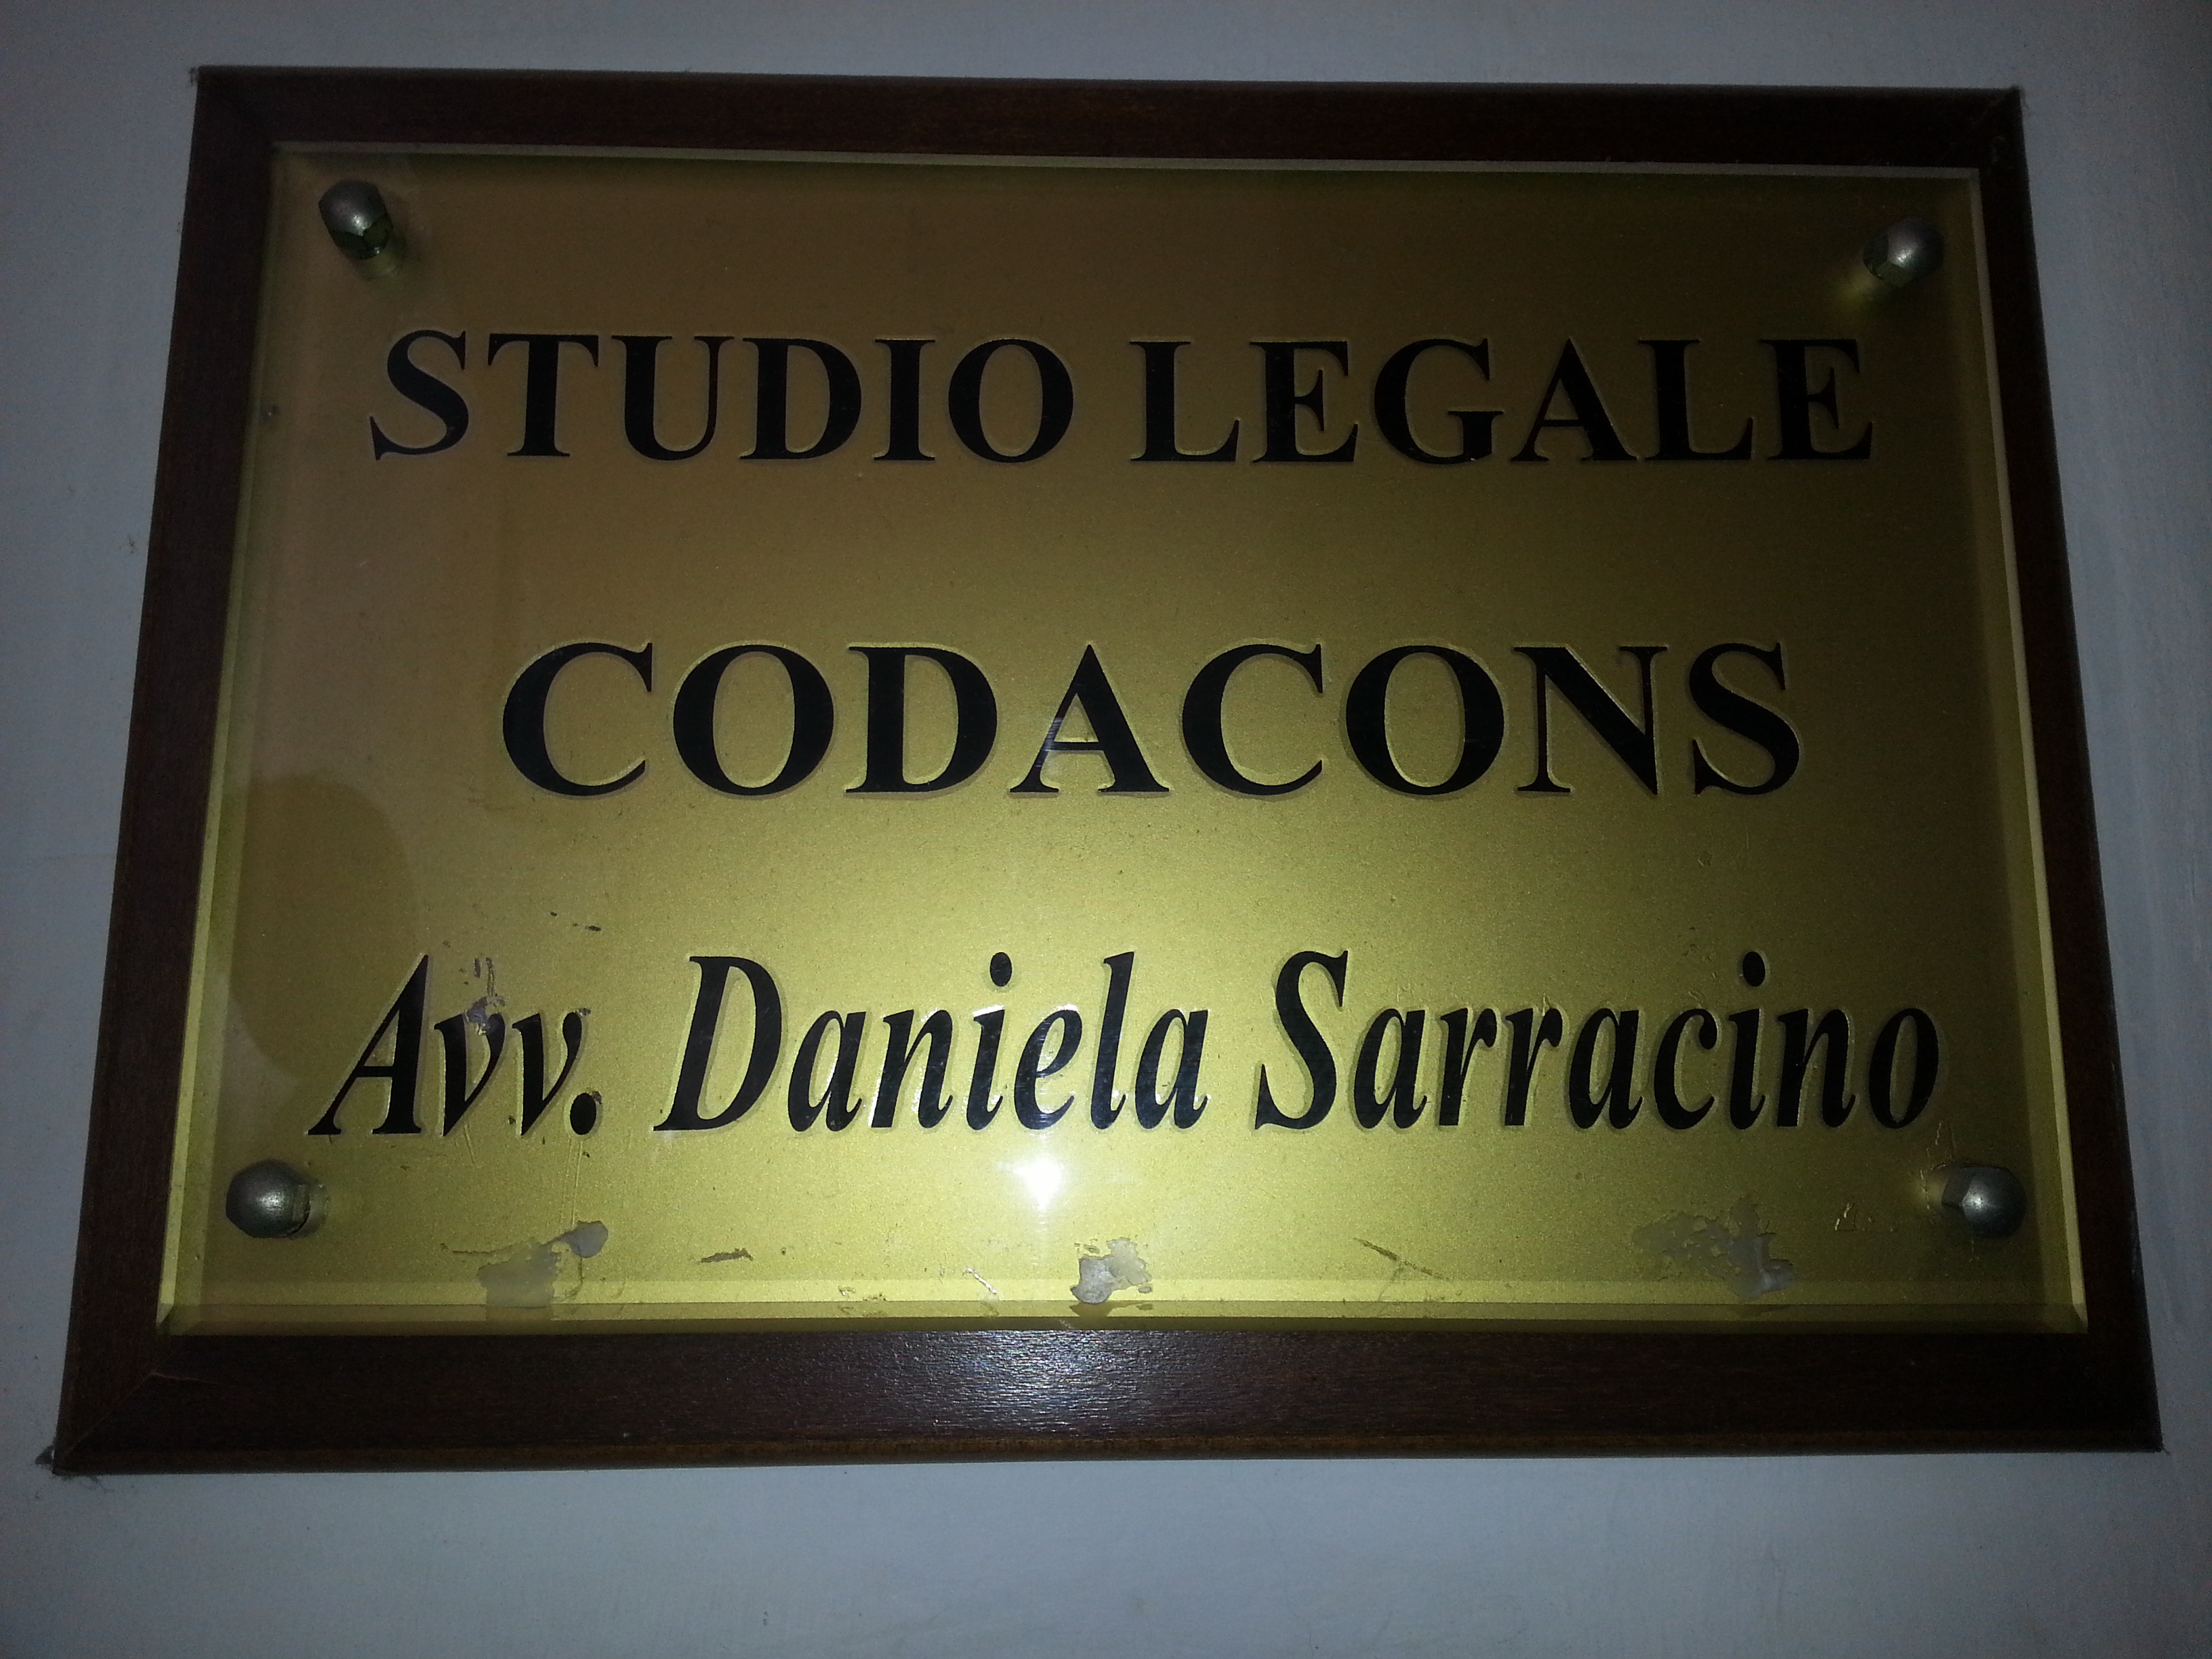 STUDIO LEGALE
CODACONS
Avv. Daniela Sarracino